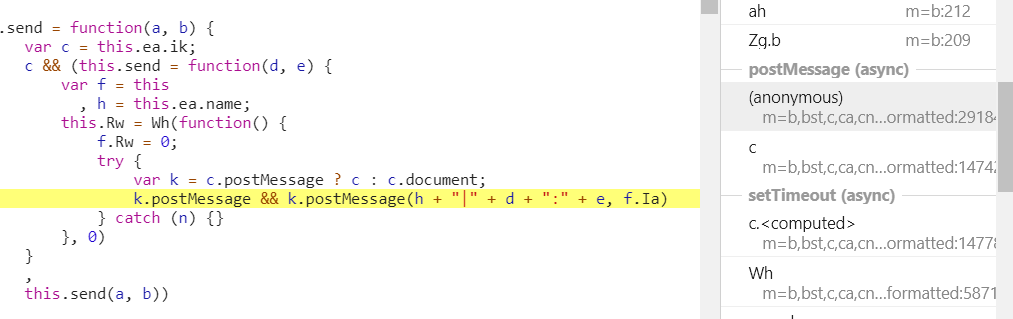 .send = function(a, b) {
var c = this.ea.ik;
c && (this.send = function(d, e) {
var f = this
, h = this.ea.name;
this.Rw = Wh(function() {
f.Rw = 0;
try {
var k = c.postMessage ? c : c.document;
k.postMessage && k.postMessage(h + "|" + d + ":" + e, f.Ia)
} catch (n) {}
}, 0)
}
,
this.send(a, b))
ah m=b:212
Zg.b m=b:209
postMessage (async)
(anonymous)
m=b,bst,c,ca,cn...ormatted:29184
c
m=b,bst,c,ca,cn...ormatted:14742
setTimeout (async)
c.<computed>
m=b,bst,c,ca,cn...ormatted:14778
Wh
m=b,bst,c,ca,cn...formatted:5871